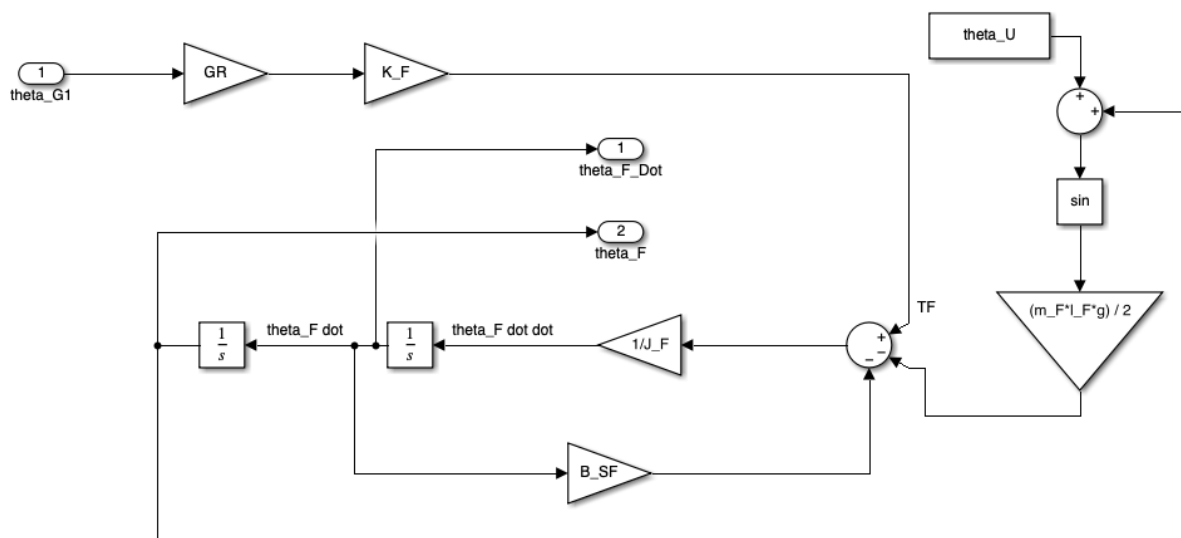 theta_U
GR
K_F
1
theta_G1
+
+
1
theta_F_Dot
sin
2
theta_F
(m_F*l_F*g) / 2
TF
theta_F dot
theta_F dot dot
1
s
1
s
1/J_F
+
−
−
B_SF